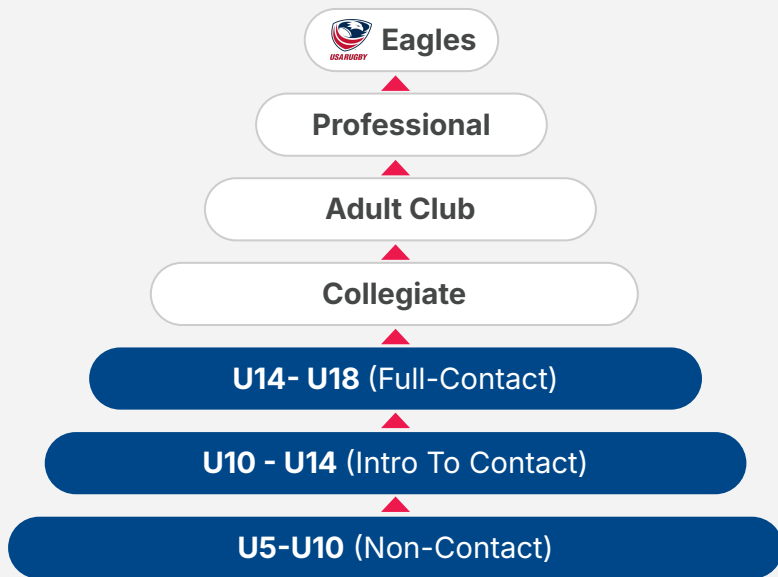 USA RUGBY
Eagles
Professional
Adult Club
Collegiate
U14- U18 (Full-Contact)
U10 - U14 (Intro To Contact)
U5-U10 (Non-Contact)